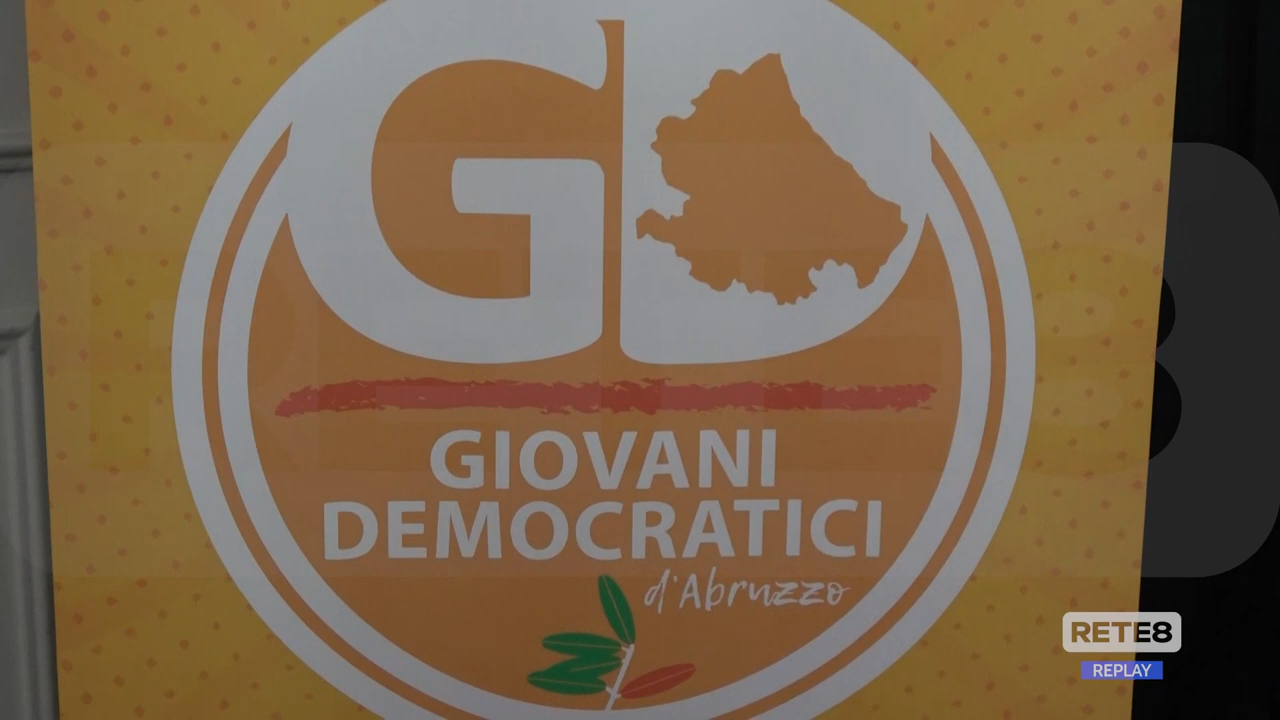 GD
GIOVANI
DEMOCRATICI
d'Abruzzo
RETE8
REPLAY